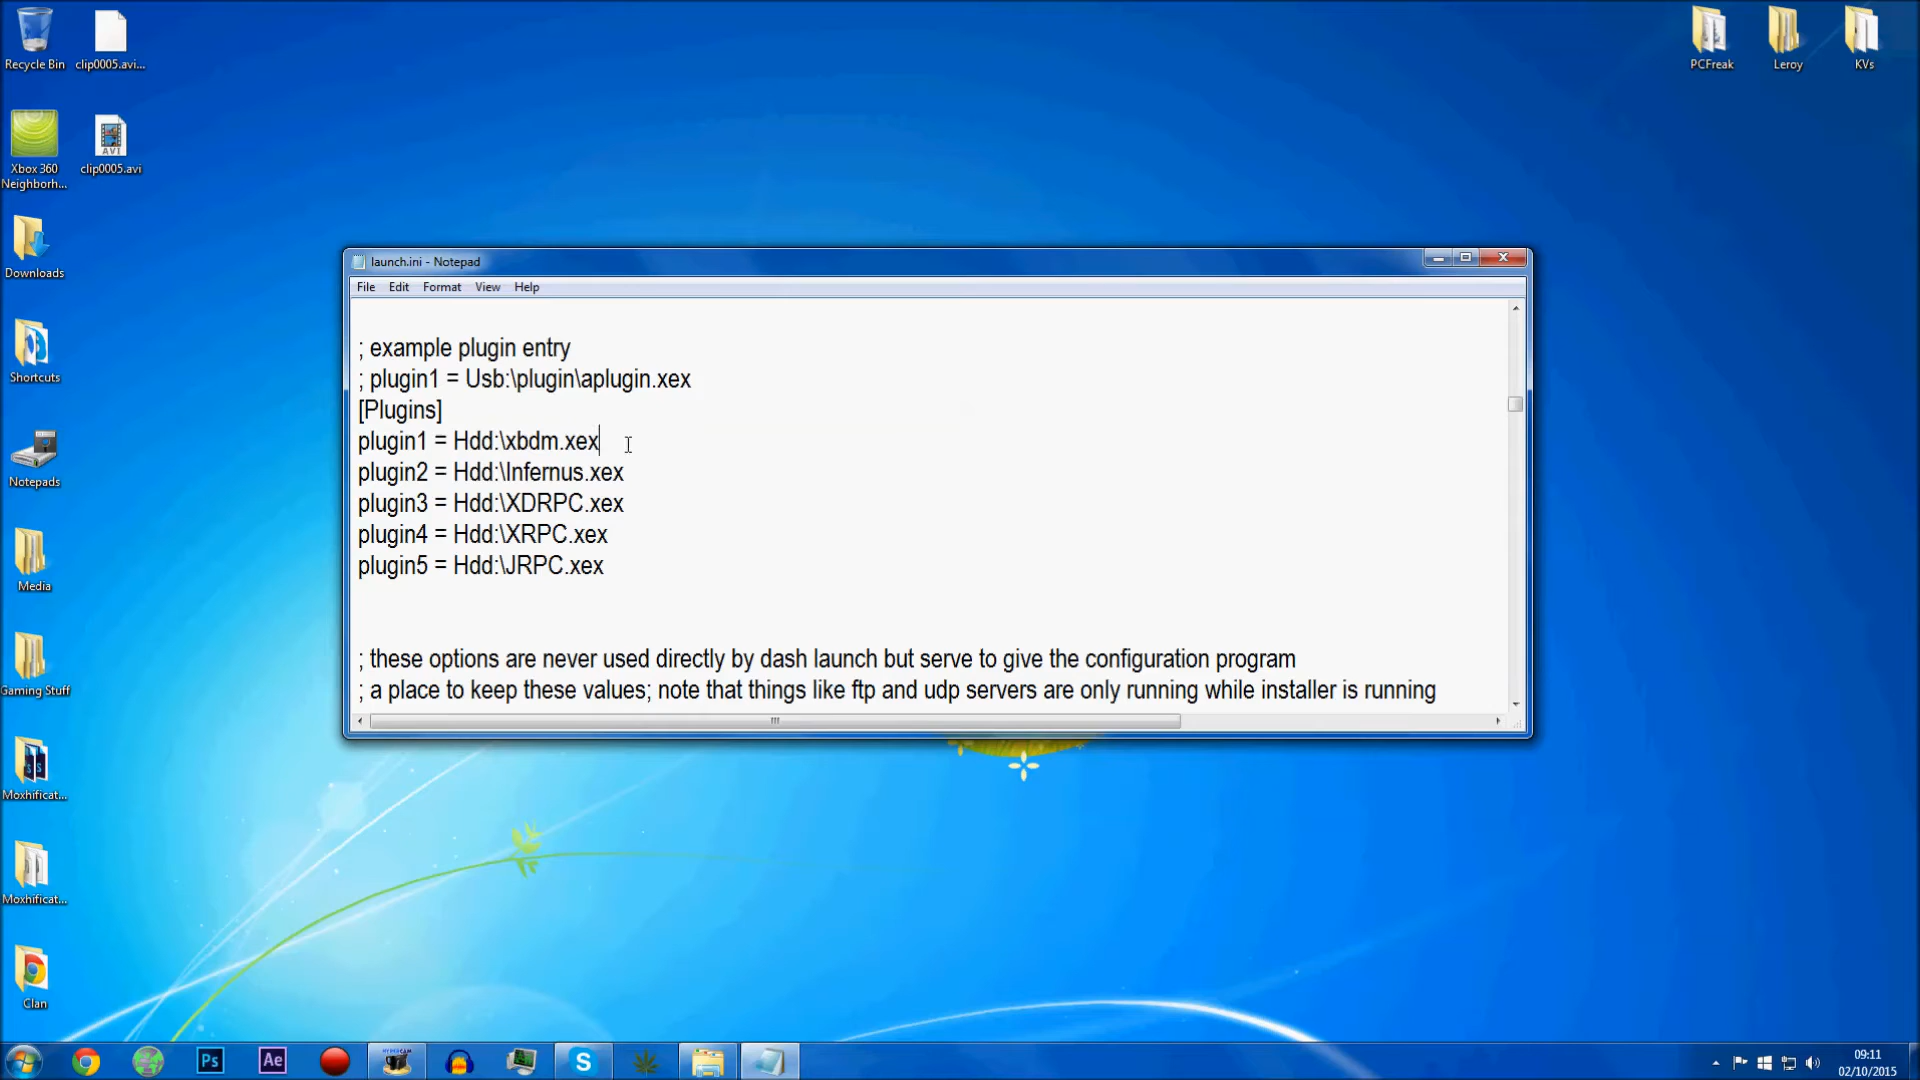 Recycle Bin
clip0005.avi...
PCFreak
Leroy
KVs
Xbox 360
Neighborh...
AVI
clip0005.avi
Downloads
Shortcuts
Notepads
Media
Gaming Stuff
Moxhificat...
Moxhificat...
Clan
launch.ini - Notepad
File Edit Format View Help
; example plugin entry
; plugin1 = Usb:\plugin\aplugin.xex
[Plugins]
plugin1 = Hdd:\xbdm.xex
plugin2 = Hdd:\Infernus.xex
plugin3 = Hdd:\XDRPC.xex
plugin4 = Hdd:\XRPC.xex
plugin5 = Hdd:\JRPC.xex
; these options are never used directly by dash launch but serve to give the configuration program
; a place to keep these values; note that things like ftp and udp servers are only running while installer is running
Ps
Ae
HYPERCAM
S
09:11
02/10/2015